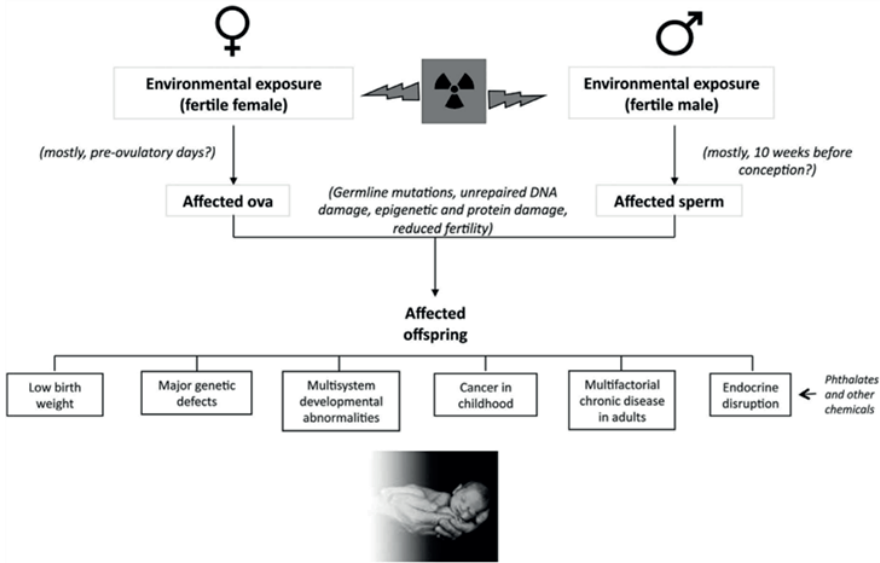 Environmental exposure
(fertile female)
Environmental exposure
(fertile male)
(mostly, pre-ovulatory days?)
(mostly, 10 weeks before
conception?)
Affected ova
(Germline mutations, unrepaired DNA
damage, epigenetic and protein damage,
reduced fertility)
Affected sperm
Affected
offspring
Low birth
weight
Major genetic
defects
Multisystem
developmental
abnormalities
Cancer in
childhood
Multifactorial
chronic disease
in adults
Endocrine
disruption
Phthalates
and other
chemicals